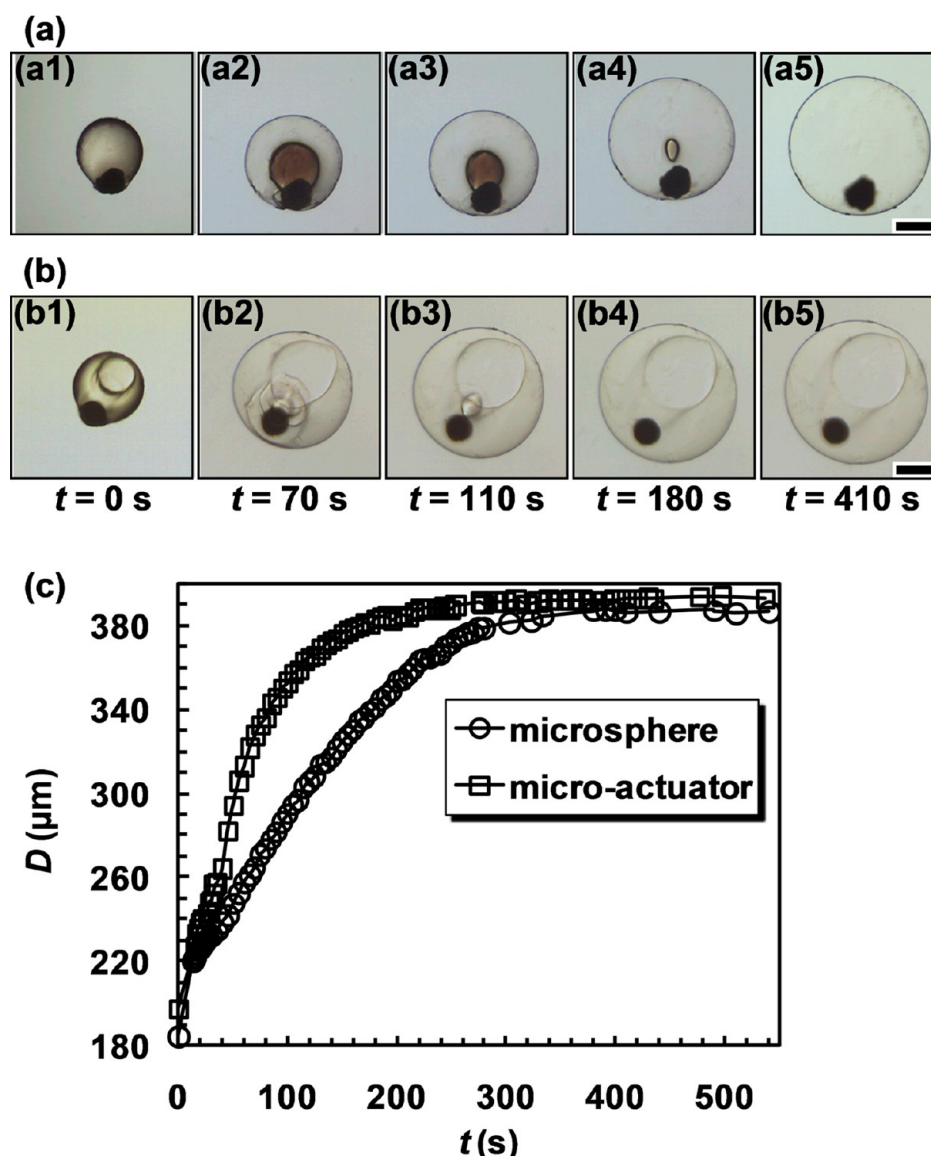 (a)
(a1) (a2) (a3) (a4) (a5)
(b)
(b1) (b2) (b3) (b4) (b5)
t = 0 s t = 70 s t = 110 s t = 180 s t = 410 s
(c)
380
340
300
260
220
180
D (μm)
microsphere
micro-actuator
0 100 200 300 400 500
t (s)